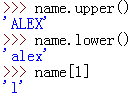 >>> name.upper()
'ALEX'
>>> name.lower()
'alex'
>>> name[1]
'l'